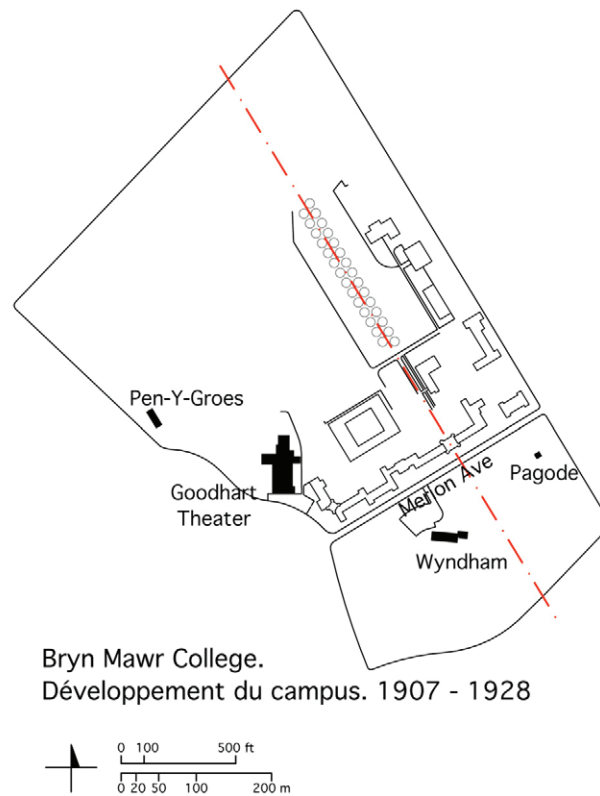 Pen-Y-Groes
Goodhart
Theater
Merion Ave
Pagode
Wyndham
Bryn Mawr College.
Développement du campus. 1907 - 1928
0 100 500 ft
0 20 50 100 200 m